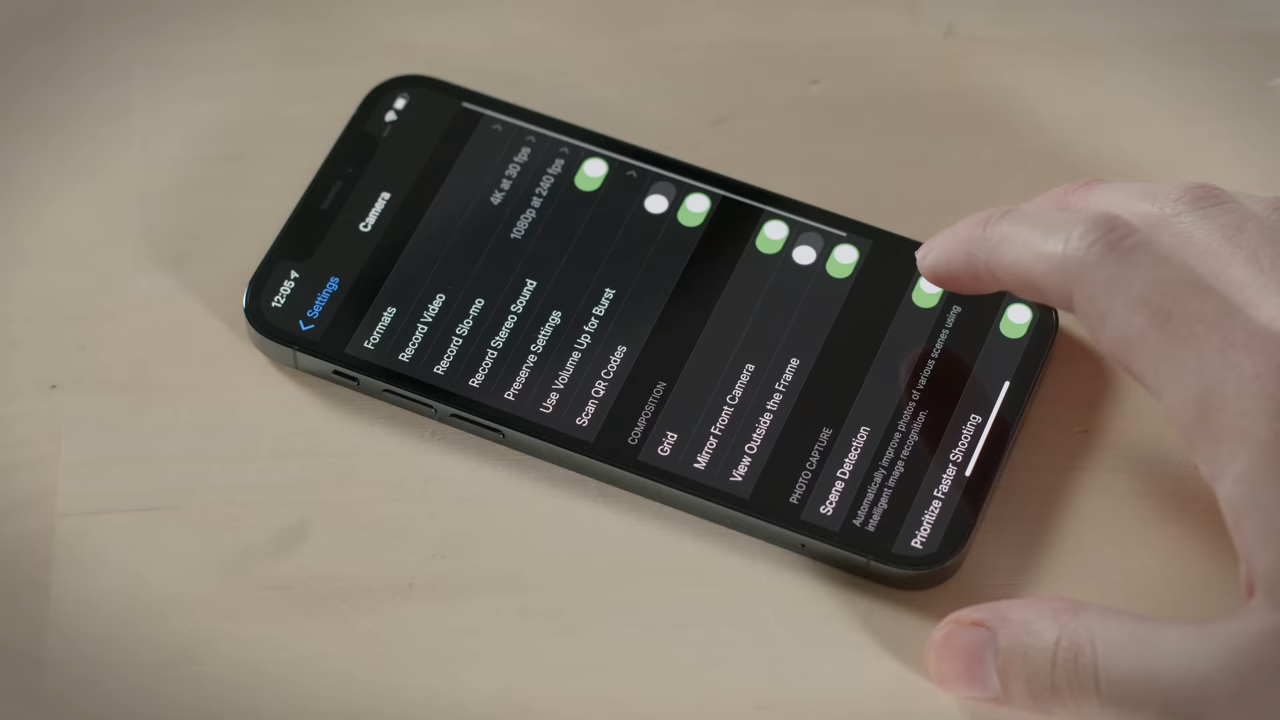 12:05
Settings
Camera
Formats
Record Video 4K at 30 fps
Record Slo-mo 1080p at 240 fps
Record Stereo Sound
Preserve Settings
Use Volume Up for Burst
Scan QR Codes
COMPOSITION
Grid
Mirror Front Camera
View Outside the Frame
PHOTO CAPTURE
Scene Detection
Automatically improve photos of various scenes using
intelligent image recognition.
Prioritize Faster Shooting